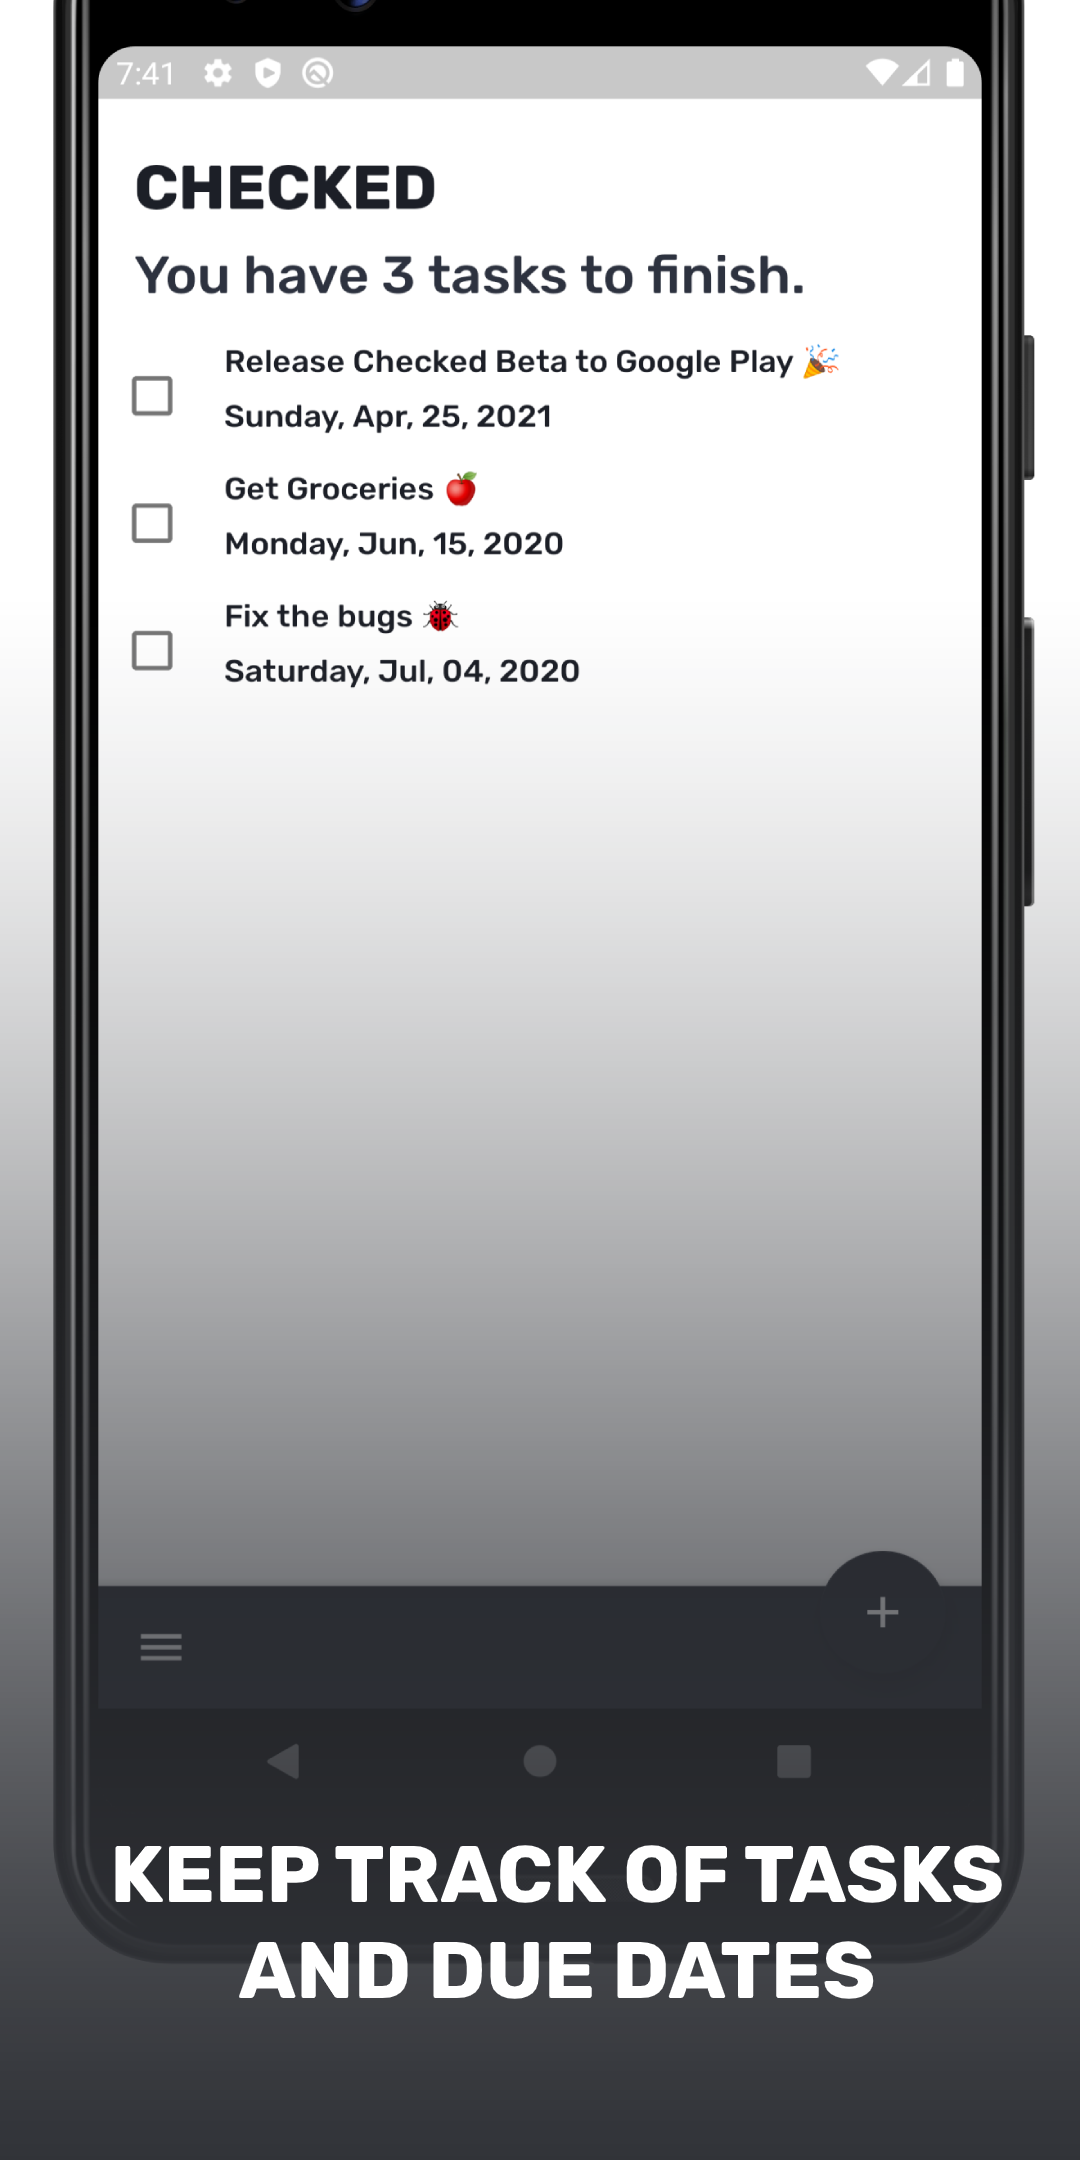 7:41
CHECKED
You have 3 tasks to finish.
Release Checked Beta to Google Play 🎉
Sunday, Apr, 25, 2021
Get Groceries 🍎
Monday, Jun, 15, 2020
Fix the bugs 🐞
Saturday, Jul, 04, 2020
KEEP TRACK OF TASKS
AND DUE DATES